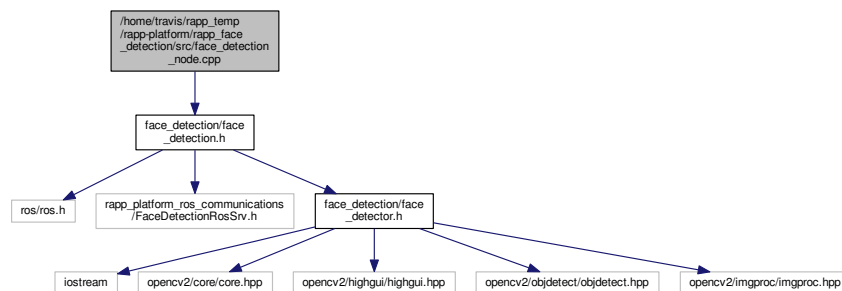 /home/travis/rapp_temp
/rapp-platform/rapp_face
_detection/src/face_detection
_node.cpp
face_detection/face
_detection.h
ros/ros.h
rapp_platform_ros_communications
/FaceDetectionRosSrv.h
face_detection/face
_detector.h
iostream
opencv2/core/core.hpp
opencv2/highgui/highgui.hpp
opencv2/objdetect/objdetect.hpp
opencv2/imgproc/imgproc.hpp